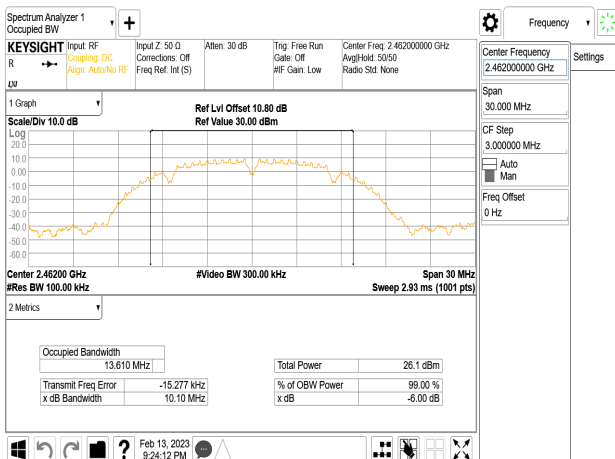 Spectrum Analyzer 1
Occupied BW
Frequency
KEYSIGHT
R
LXI
Input: RF
Coupling: DC
Align: Auto/No RF
Input Z: 50 Ω
Corrections: Off
Freq Ref: Int (S)
Atten: 30 dB
Trig: Free Run
Gate: Off
#IF Gain: Low
Center Freq: 2.462000000 GHz
Avg|Hold: 50/50
Radio Std: None
Center Frequency
2.462000000 GHz
Settings
Span
30.000 MHz
CF Step
3.000000 MHz
Auto
Man
Freq Offset
0 Hz
1 Graph
Scale/Div 10.0 dB
Ref Lvl Offset 10.80 dB
Ref Value 30.00 dBm
Log
20.0
10.0
0.00
-10.0
-20.0
-30.0
-40.0
-50.0
-60.0
Center 2.46200 GHz
#Video BW 300.00 kHz
Span 30 MHz
#Res BW 100.00 kHz
Sweep 2.93 ms (1001 pts)
2 Metrics
Occupied Bandwidth
13.610 MHz
Total Power 26.1 dBm
Transmit Freq Error -15.277 kHz
% of OBW Power 99.00 %
x dB Bandwidth 10.10 MHz
x dB -6.00 dB
?
Feb 13, 2023
9:24:12 PM